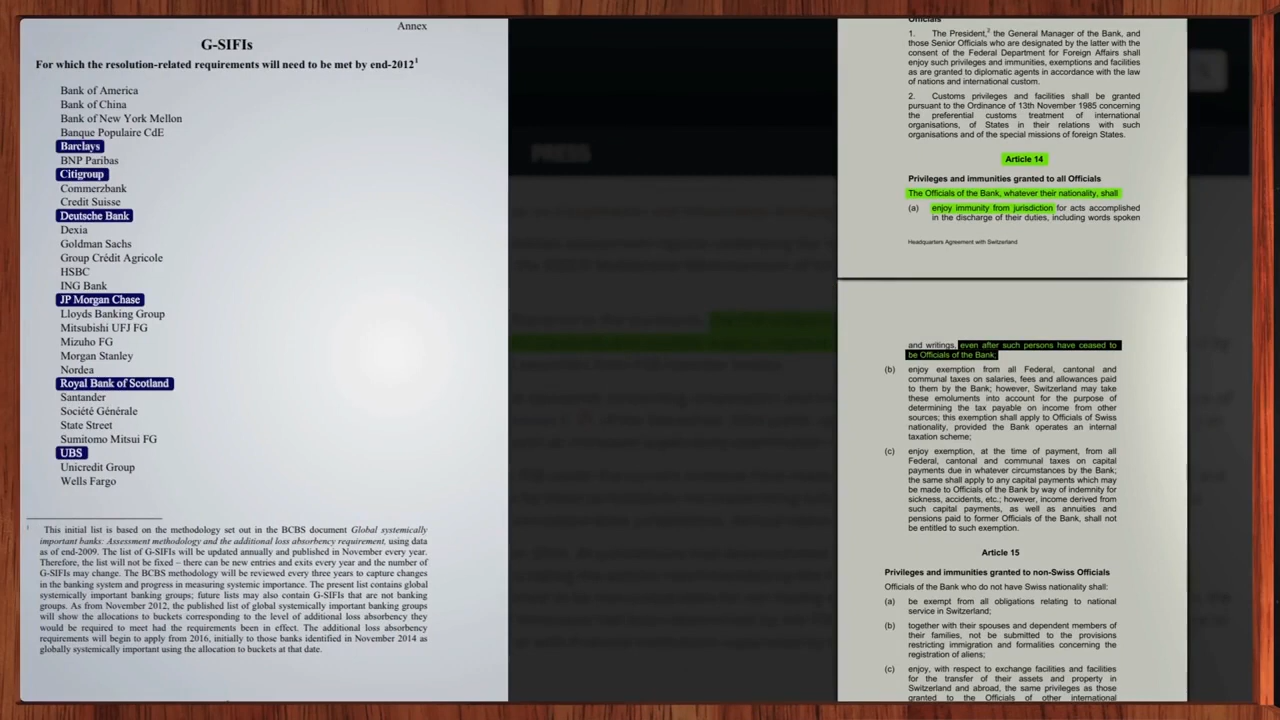 Annex
G-SIFIs
For which the resolution-related requirements will need to be met by end-2012¹
Bank of America
Bank of China
Bank of New York Mellon
Banque Populaire CdE
Barclays
BNP Paribas
Citigroup
Commerzbank
Credit Suisse
Deutsche Bank
Dexia
Goldman Sachs
Group Crédit Agricole
HSBC
ING Bank
JP Morgan Chase
Lloyds Banking Group
Mitsubishi UFJ FG
Mizuho FG
Morgan Stanley
Nordea
Royal Bank of Scotland
Santander
Société Générale
State Street
Sumitomo Mitsui FG
UBS
Unicredit Group
Wells Fargo
¹ This initial list is based on the methodology set out in the BCBS document Global systemically
important banks: Assessment methodology and the additional loss absorbency requirement, using data
as of end-2009. The list of G-SIFIs will be updated annually and published in November every year.
Therefore, the list will not be fixed – there can be new entries and exits every year and the number of
G-SIFIs may change. The BCBS methodology will be reviewed every three years to capture changes
in the banking system and progress in measuring systemic importance. The present list contains global
systemically important banking groups; future lists may also contain G-SIFIs that are not banking
groups. As from November 2012, the published list of global systemically important banking groups
will show the allocations to buckets corresponding to the level of additional loss absorbency they
would be required to meet had the requirements been in effect. The additional loss absorbency
requirements will begin to apply from 2016, initially to those banks identified in November 2014 as
globally systemically important using the allocation to buckets at that date.
PRESS
Officials
1. The President,² the General Manager of the Bank, and
those Senior Officials who are designated by the latter with the
consent of the Federal Department for Foreign Affairs shall
enjoy such privileges and immunities, exemptions and facilities
as are granted to diplomatic agents in accordance with the law
of nations and international custom.
2. Customs privileges and facilities shall be granted
pursuant to the Ordinance of 13th November 1985 concerning
the preferential customs treatment of international
organisations, of States in their relations with such
organisations and of the special missions of foreign States.
Article 14
Privileges and immunities granted to all Officials
The Officials of the Bank, whatever their nationality, shall
(a) enjoy immunity from jurisdiction for acts accomplished
in the discharge of their duties, including words spoken
Headquarters Agreement with Switzerland
and writings, even after such persons have ceased to
be Officials of the Bank;
(b) enjoy exemption from all Federal, cantonal and
communal taxes on salaries, fees and allowances paid
to them by the Bank; however, Switzerland may take
these emoluments into account for the purpose of
determining the tax payable on income from other
sources; this exemption shall apply to Officials of Swiss
nationality, provided the Bank operates an internal
taxation scheme;
(c) enjoy exemption, at the time of payment, from all
Federal, cantonal and communal taxes on capital
payments due in whatever circumstances by the Bank;
the same shall apply to any capital payments which may
be made to Officials of the Bank by way of indemnity for
sickness, accidents, etc.; however, income derived from
such capital payments, as well as annuities and
pensions paid to former Officials of the Bank, shall not
be entitled to such exemption.
Article 15
Privileges and immunities granted to non-Swiss Officials
Officials of the Bank who do not have Swiss nationality shall:
(a) be exempt from all obligations relating to national
service in Switzerland;
(b) together with their spouses and dependent members of
their families, not be submitted to the provisions
restricting immigration and formalities concerning the
registration of aliens;
(c) enjoy, with respect to exchange facilities and facilities
for the transfer of their assets and property in
Switzerland and abroad, the same privileges as those
granted to the Officials of other international